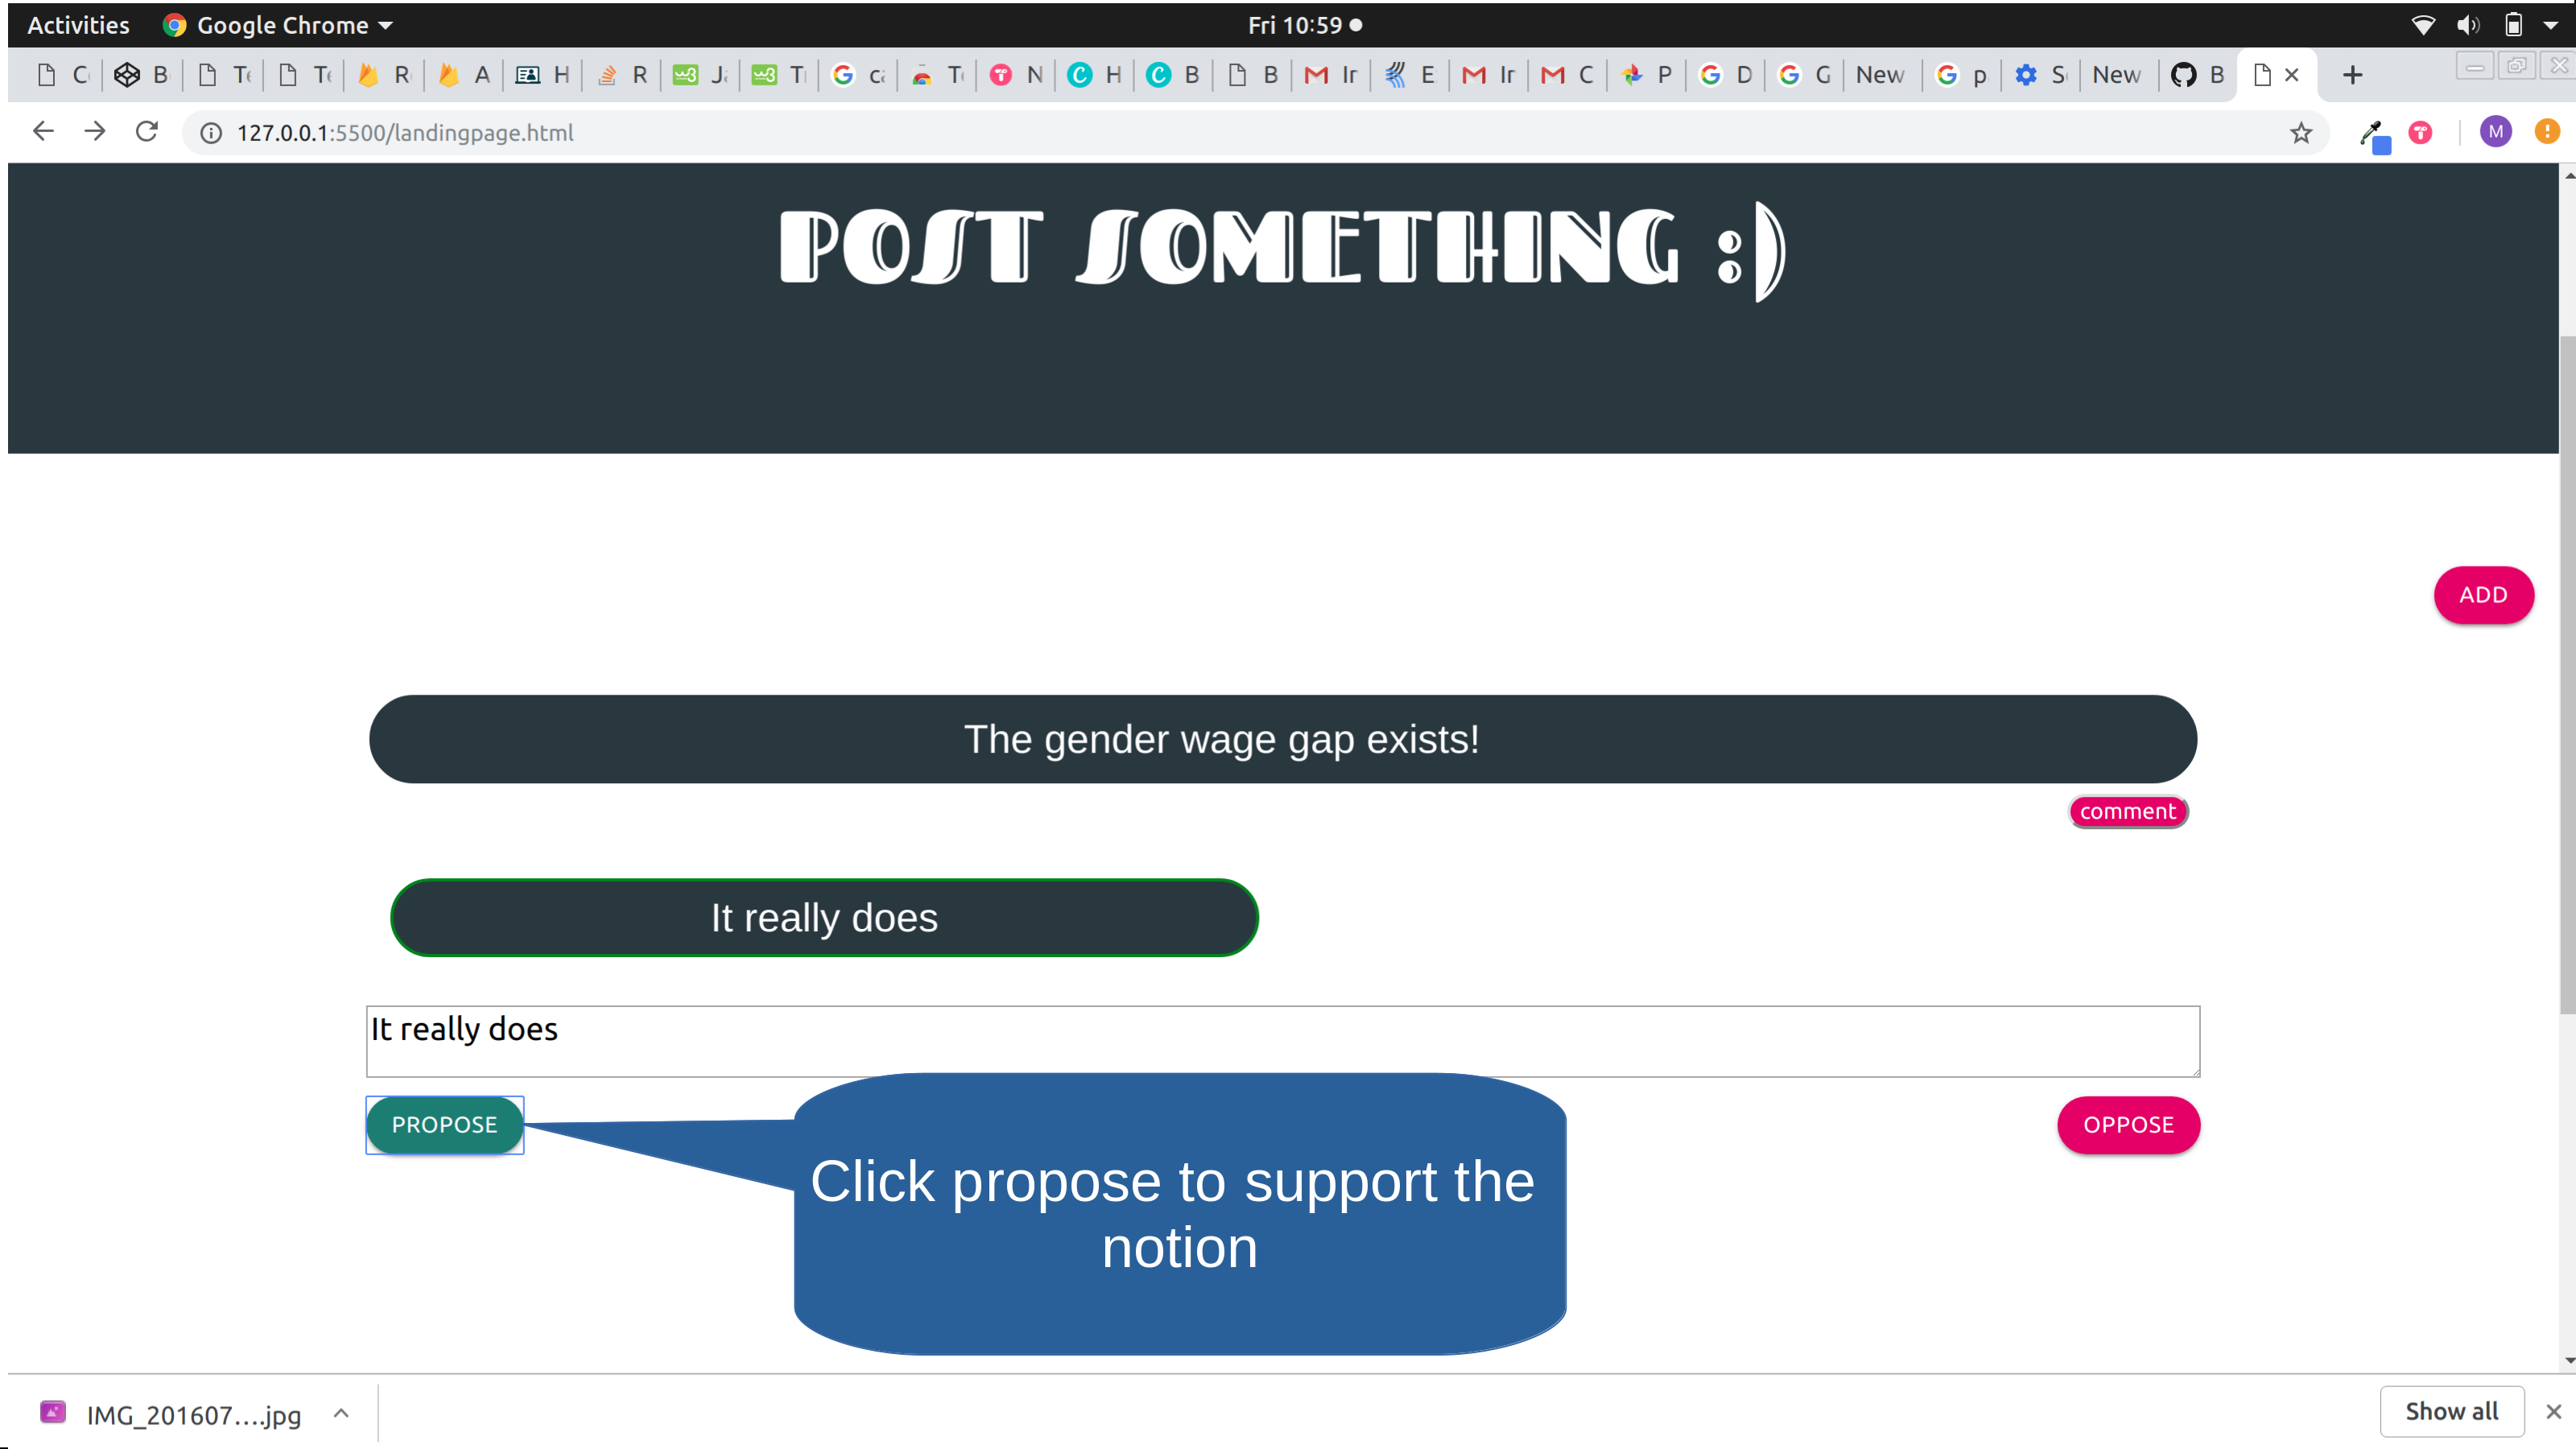 Activities Google Chrome Fri 10:59
C B Te Te R A H R J T G T N H B B Ir E Ir C P D G New p S New B
127.0.0.1:5500/landingpage.html M
POST SOMETHING :)
ADD
The gender wage gap exists!
comment
It really does
It really does
PROPOSE OPPOSE
Click propose to support the
notion
IMG_201607....jpg Show all